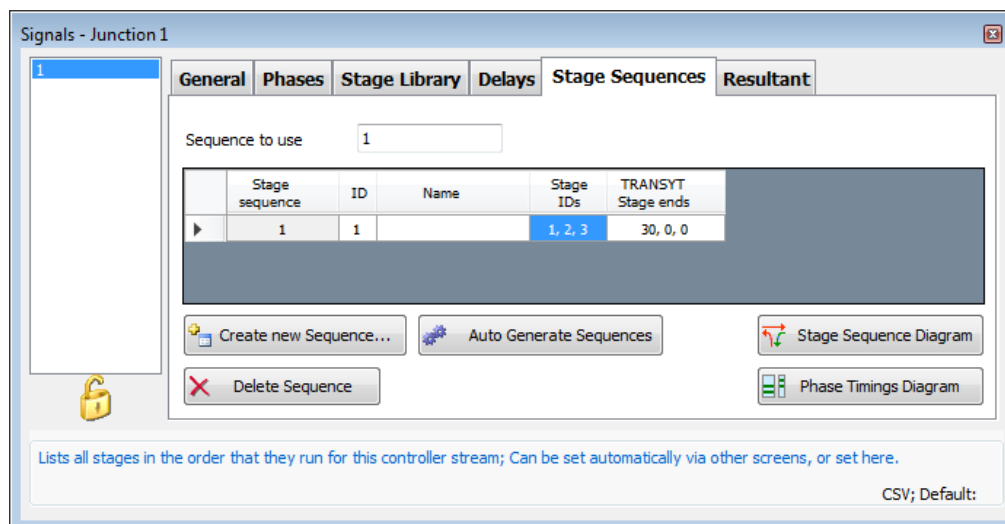 Signals - Junction 1
1
General Phases Stage Library Delays Stage Sequences Resultant
Sequence to use 1
Stage sequence ID Name Stage IDs TRANSYT Stage ends
1 1 1, 2, 3 30, 0, 0
Create new Sequence... Auto Generate Sequences Stage Sequence Diagram
Delete Sequence Phase Timings Diagram
Lists all stages in the order that they run for this controller stream; Can be set automatically via other screens, or set here.
CSV; Default: